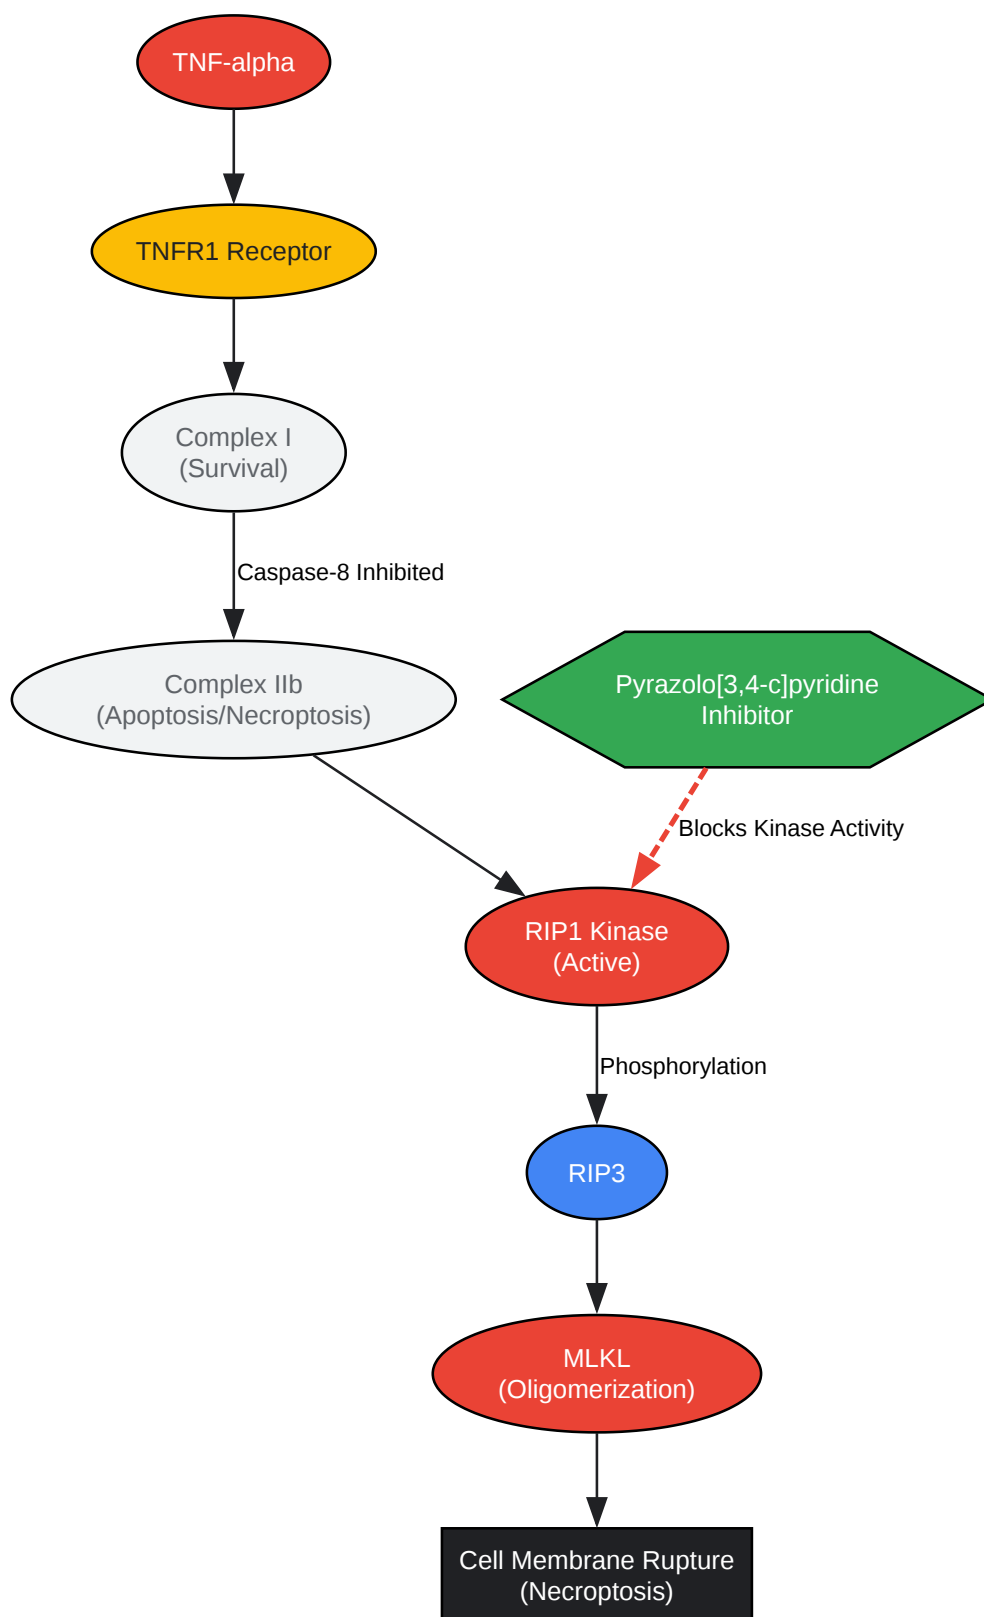 TNF-alpha
TNFR1 Receptor
Complex I
(Survival)
Caspase-8 Inhibited
Complex IIb
(Apoptosis/Necroptosis)
Pyrazolo[3,4-c]pyridine
Inhibitor
Blocks Kinase Activity
RIP1 Kinase
(Active)
Phosphorylation
RIP3
MLKL
(Oligomerization)
Cell Membrane Rupture
(Necroptosis)